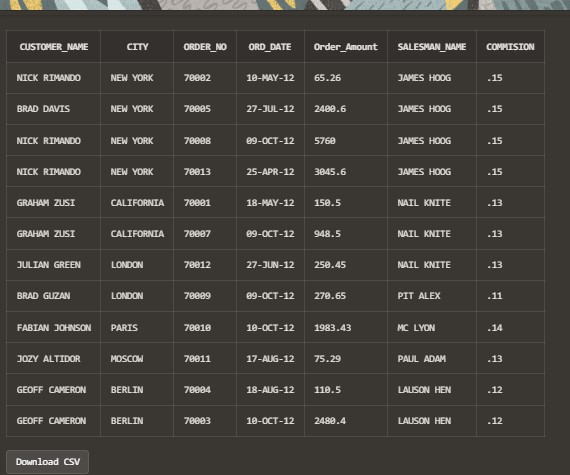 CUSTOMER_NAME CITY ORDER_NO ORD_DATE Order_Amount SALESMAN_NAME COMMISION
NICK RIMANDO NEW YORK 70002 10-MAY-12 65.26 JAMES HOOG .15
BRAD DAVIS NEW YORK 70005 27-JUL-12 2400.6 JAMES HOOG .15
NICK RIMANDO NEW YORK 70008 09-OCT-12 5760 JAMES HOOG .15
NICK RIMANDO NEW YORK 70013 25-APR-12 3045.6 JAMES HOOG .15
GRAHAM ZUSI CALIFORNIA 70001 18-MAY-12 150.5 NAIL KNITE .13
GRAHAM ZUSI CALIFORNIA 70007 09-OCT-12 948.5 NAIL KNITE .13
JULIAN GREEN LONDON 70012 27-JUN-12 250.45 NAIL KNITE .13
BRAD GUZAN LONDON 70009 09-OCT-12 270.65 PIT ALEX .11
FABIAN JOHNSON PARIS 70010 10-OCT-12 1983.43 MC LYON .14
JOZY ALTIDOR MOSCOW 70011 17-AUG-12 75.29 PAUL ADAM .13
GEOFF CAMERON BERLIN 70004 18-AUG-12 110.5 LAUSON HEN .12
GEOFF CAMERON BERLIN 70003 10-OCT-12 2480.4 LAUSON HEN .12
Download CSV